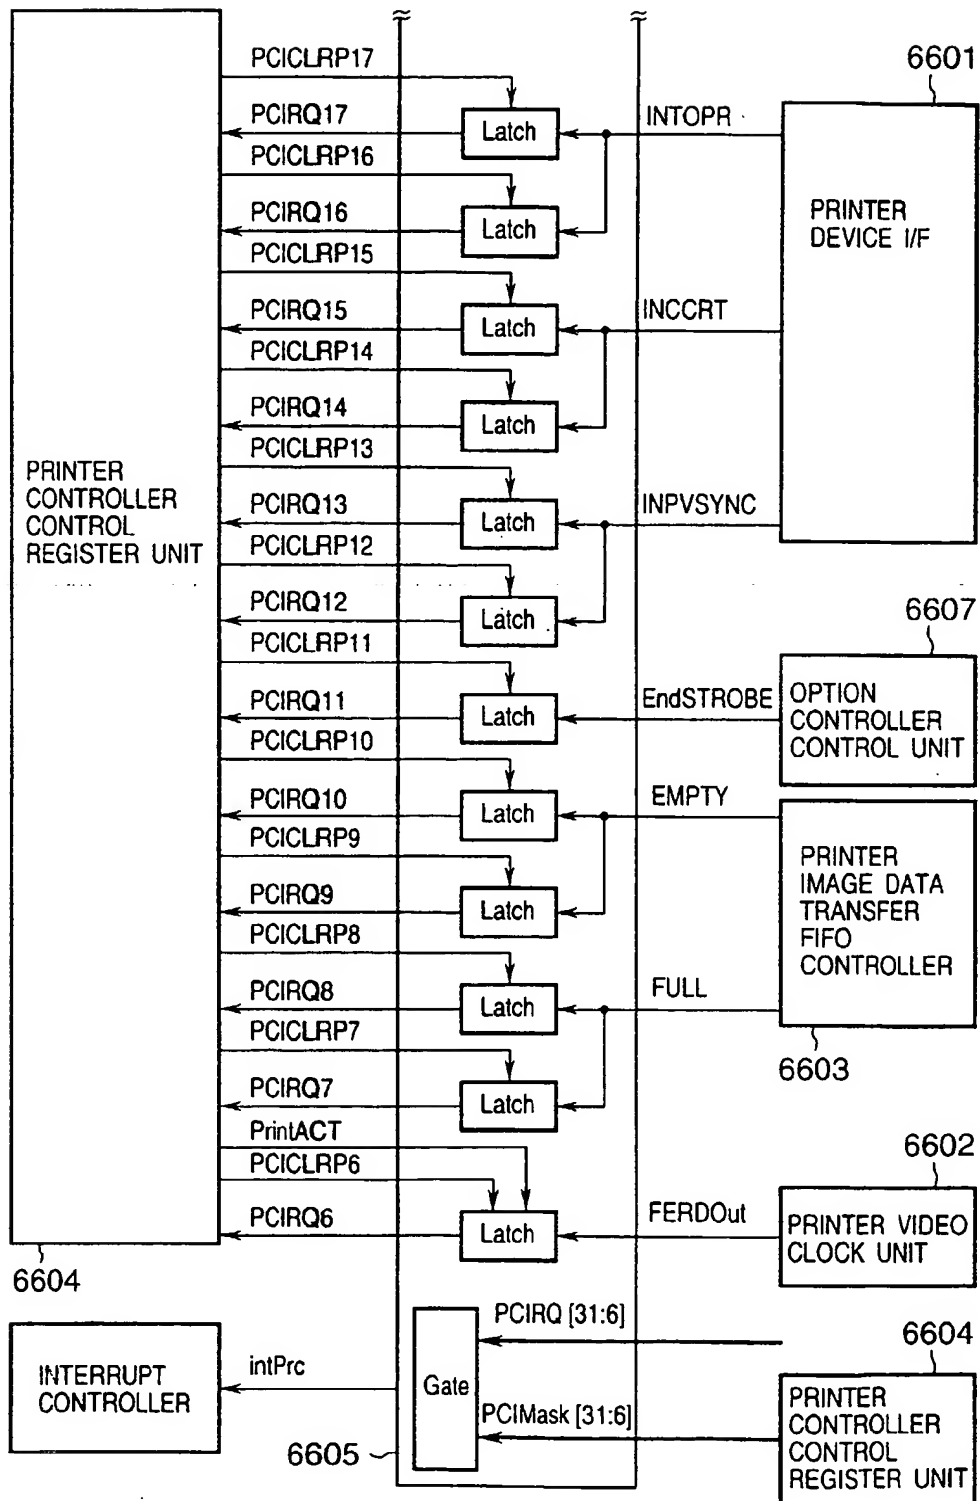 PCICLRP17
6601
PCIRQ17
Latch
INTOPR
PCICLRP16
PRINTER
DEVICE I/F
PCIRQ16
Latch
PCICLRP15
PCIRQ15
Latch
INCCRT
PCICLRP14
PCIRQ14
Latch
PCICLRP13
PRINTER
CONTROLLER
CONTROL
REGISTER UNIT
PCIRQ13
Latch
INPVSYNC
PCICLRP12
PCIRQ12
Latch
6607
PCICLRP11
PCIRQ11
Latch
EndSTROBE
OPTION
CONTROLLER
CONTROL UNIT
PCICLRP10
PCIRQ10
Latch
EMPTY
PCICLRP9
PRINTER
IMAGE DATA
TRANSFER
FIFO
CONTROLLER
PCIRQ9
Latch
PCICLRP8
PCIRQ8
Latch
FULL
PCICLRP7
6603
PCIRQ7
Latch
PrintACT
PCICLRP6
6602
PCIRQ6
Latch
FERDOut
PRINTER VIDEO
CLOCK UNIT
6604
PCIRQ [31:6]
6604
INTERRUPT
CONTROLLER
intPrc
Gate
PCIMask [31:6]
PRINTER
CONTROLLER
CONTROL
REGISTER UNIT
6605